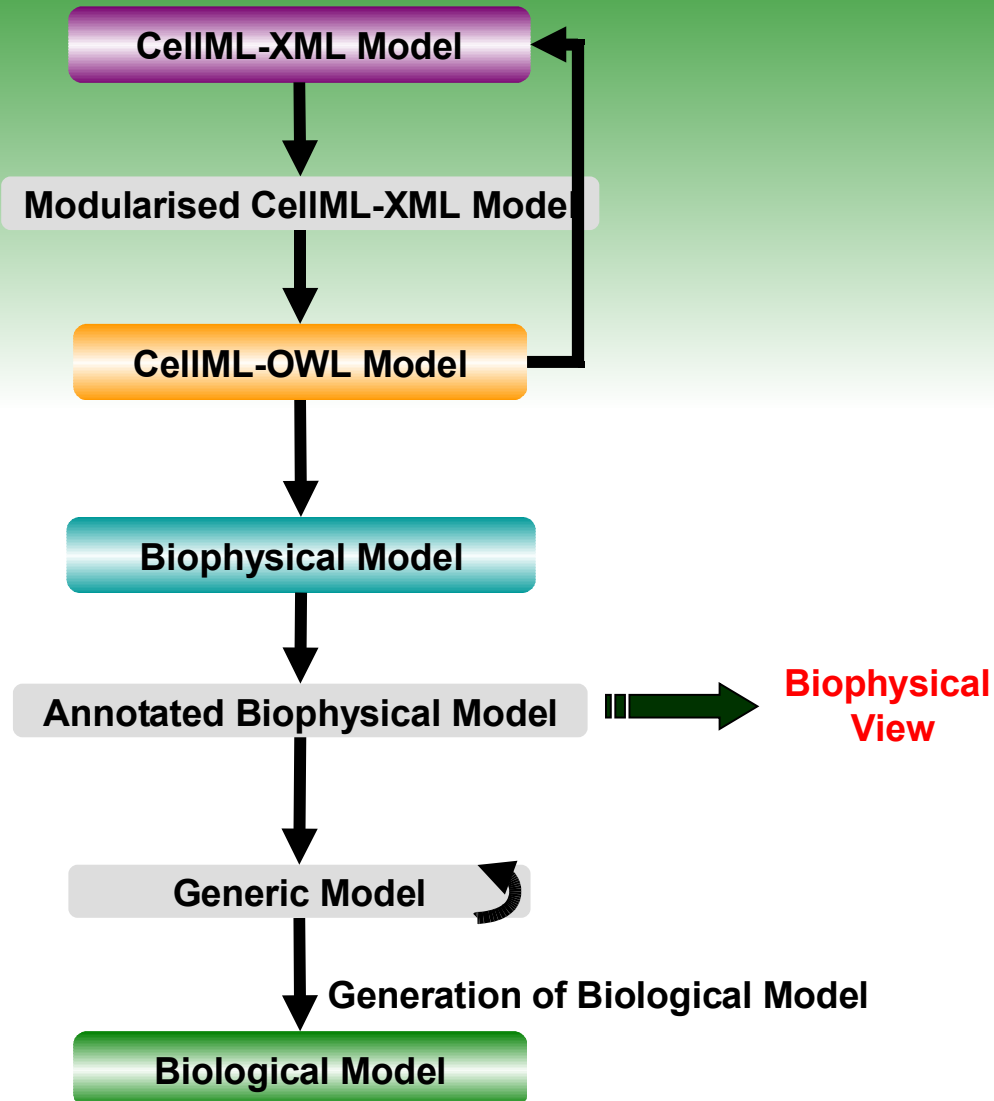 CellML-XML Model
Modularised CellML-XML Model
CellML-OWL Model
Biophysical Model
Annotated Biophysical Model
Biophysical
View
Generic Model
Generation of Biological Model
Biological Model